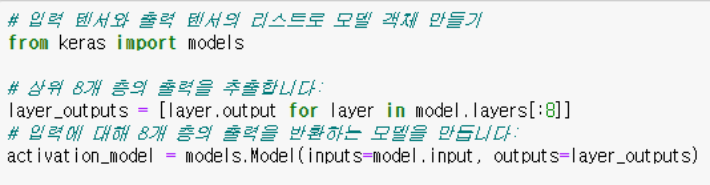 # 입력 텐서와 출력 텐서의 리스트로 모델 객체 만들기
from keras import models
# 상위 8개 층의 출력을 추출합니다:
layer_outputs = [layer.output for layer in model.layers[:8]]
# 입력에 대해 8개 층의 출력을 반환하는 모델을 만듭니다:
activation_model = models.Model(inputs=model.input, outputs=layer_outputs)